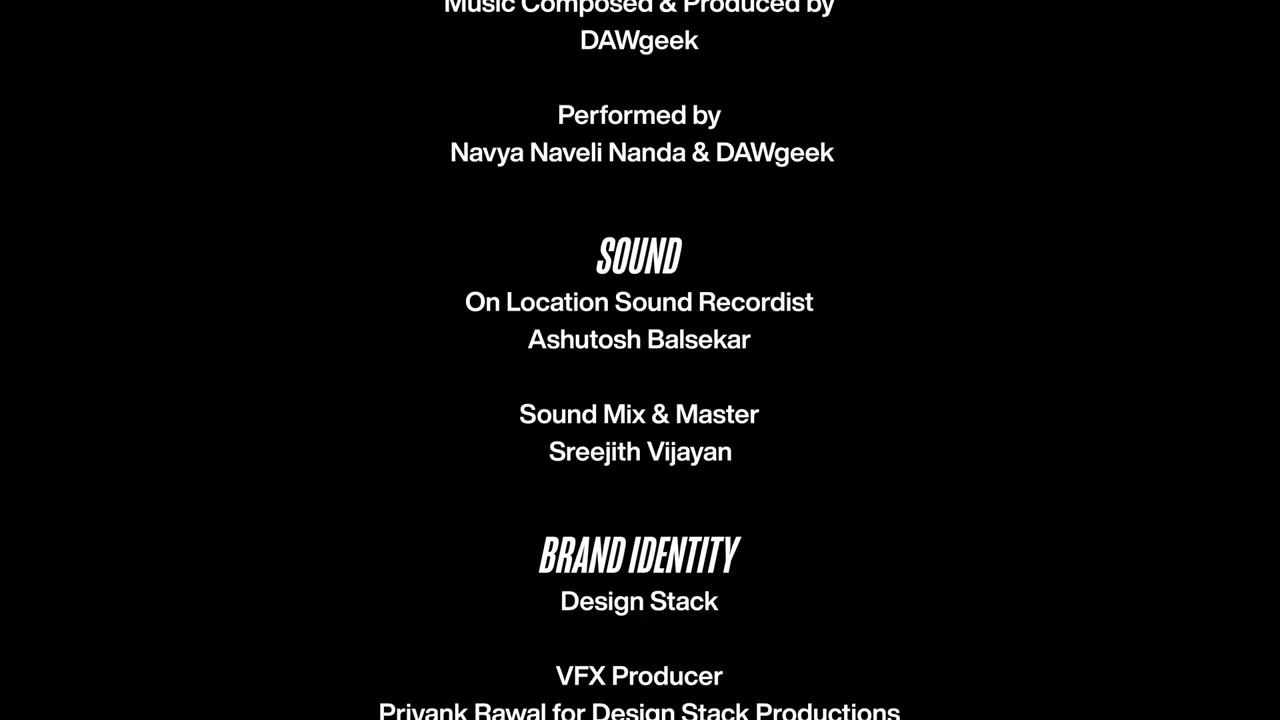 Music Composed & Produced by
DAWgeek
Performed by
Navya Naveli Nanda & DAWgeek
SOUND
On Location Sound Recordist
Ashutosh Balsekar
Sound Mix & Master
Sreejith Vijayan
BRAND IDENTITY
Design Stack
VFX Producer
Priyank Rawal for Design Stack Productions